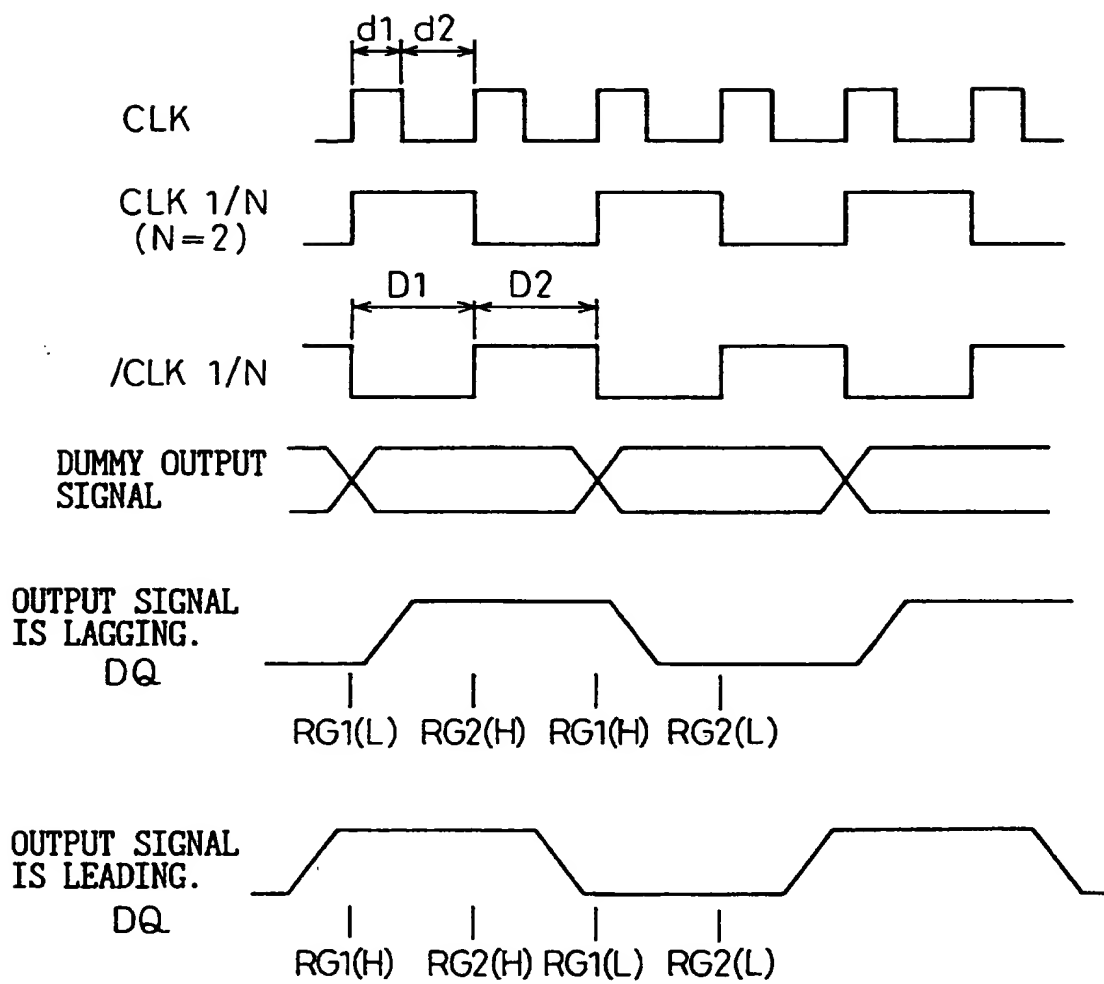 d1 d2
CLK
CLK 1/N
(N=2)
D1 D2
/CLK 1/N
DUMMY OUTPUT
SIGNAL
OUTPUT SIGNAL
IS LAGGING.
DQ
RG1(L) RG2(H) RG1(H) RG2(L)
OUTPUT SIGNAL
IS LEADING.
DQ
RG1(H) RG2(H) RG1(L) RG2(L)